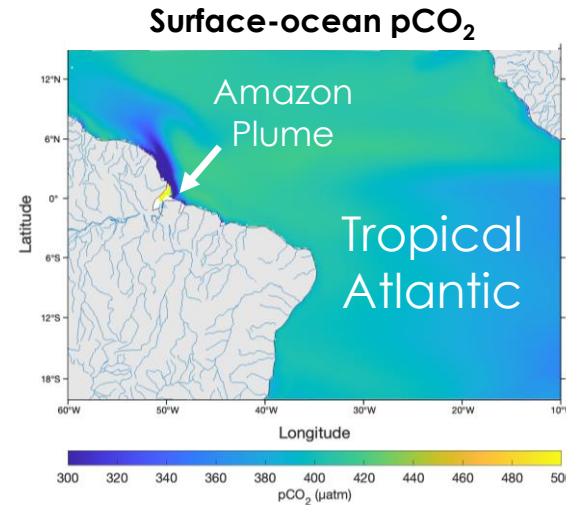 Surface-ocean pCO₂
12°N
6°N
0°
6°S
12°S
18°S
Latitude
Amazon
Plume
Tropical
Atlantic
60°W 50°W 40°W 30°W 20°W 10°W
Longitude
300 320 340 360 380 400 420 440 460 480 500
pCO₂ (μatm)